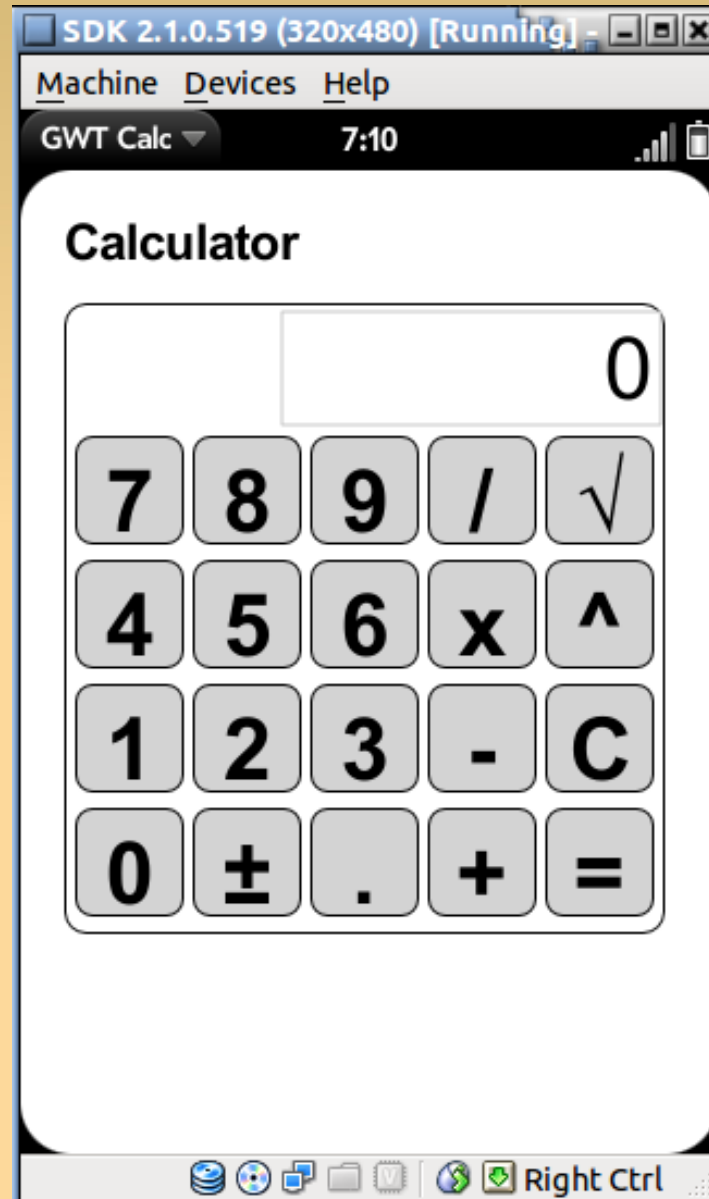 SDK 2.1.0.519 (320x480) [Running] -
Machine Devices Help
GWT Calc 7:10
Calculator
0
7 8 9 / √
4 5 6 x ^
1 2 3 - C
0 ± . + =
Right Ctrl